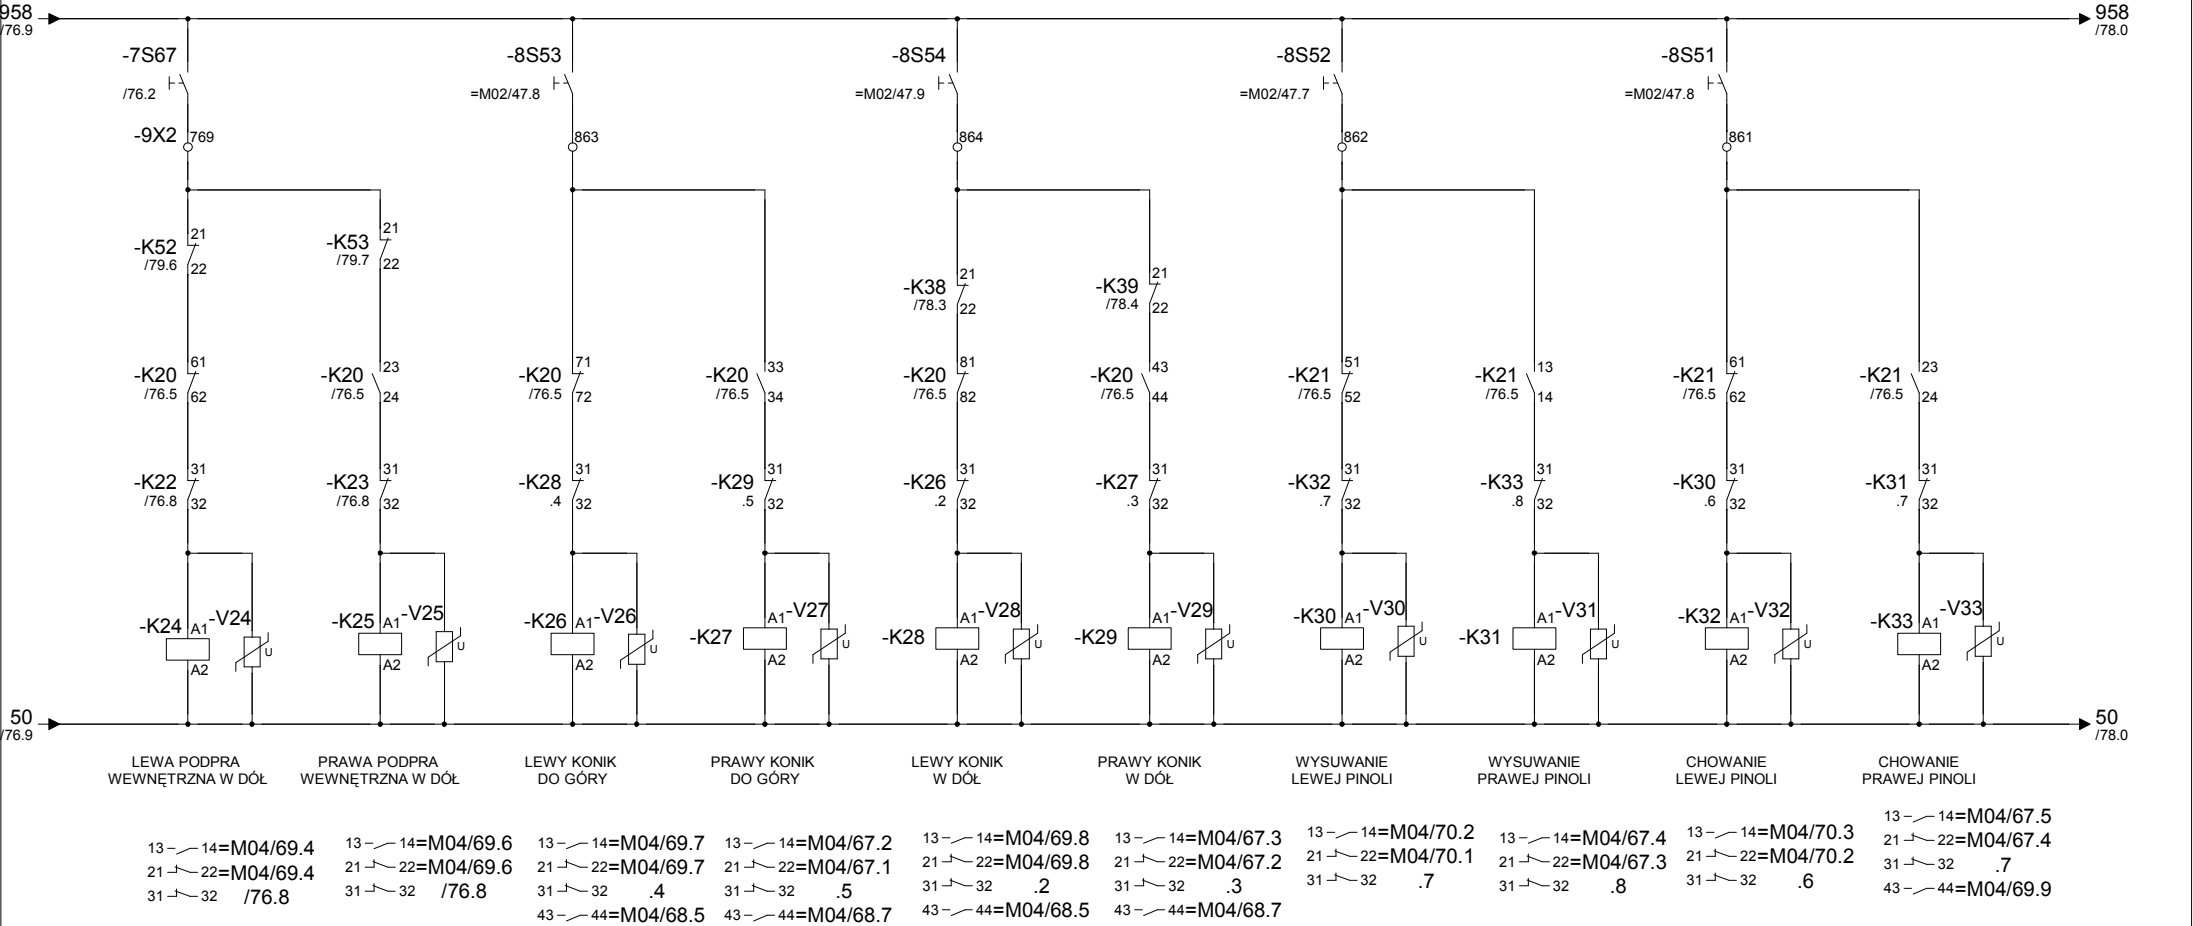 958
/76.9
958
/78.0
-7S67
/76.2
-8S53
=M02/47.8
-8S54
=M02/47.9
-8S52
=M02/47.7
-8S51
=M02/47.8
-9X2 769
863
864
862
861
-K52
/79.6
21
22
-K53
/79.7
21
22
-K38
/78.3
21
22
-K39
/78.4
21
22
-K20
/76.5
61
62
-K20
/76.5
23
24
-K20
/76.5
71
72
-K20
/76.5
33
34
-K20
/76.5
81
82
-K20
/76.5
43
44
-K21
/76.5
51
52
-K21
/76.5
13
14
-K21
/76.5
61
62
-K21
/76.5
23
24
-K22
/76.8
31
32
-K23
/76.8
31
32
-K28
.4
31
32
-K29
.5
31
32
-K26
.2
31
32
-K27
.3
31
32
-K32
.7
31
32
-K33
.8
31
32
-K30
.6
31
32
-K31
.7
31
32
-K24 A1 -V24
A2 U
-K25 A1 -V25
A2 U
-K26 A1 -V26
A2 U
-K27 A1 -V27
A2 U
-K28 A1 -V28
A2 U
-K29 A1 -V29
A2 U
-K30 A1 -V30
A2 U
-K31 A1 -V31
A2 U
-K32 A1 -V32
A2 U
-K33 A1 -V33
A2 U
50
/76.9
50
/78.0
LEWA PODPRA
WEWNĘTRZNA W DÓŁ
PRAWA PODPRA
WEWNĘTRZNA W DÓŁ
LEWY KONIK
DO GÓRY
PRAWY KONIK
DO GÓRY
LEWY KONIK
W DÓŁ
PRAWY KONIK
W DÓŁ
WYSUWANIE
LEWEJ PINOLI
WYSUWANIE
PRAWEJ PINOLI
CHOWANIE
LEWEJ PINOLI
CHOWANIE
PRAWEJ PINOLI
13 14 =M04/69.4
21 22 =M04/69.4
31 32 /76.8
13 14 =M04/69.6
21 22 =M04/69.6
31 32 /76.8
13 14 =M04/69.7
21 22 =M04/69.7
31 32 .4
43 44 =M04/68.5
13 14 =M04/67.2
21 22 =M04/67.1
31 32 .5
43 44 =M04/68.7
13 14 =M04/69.8
21 22 =M04/69.8
31 32 .2
43 44 =M04/68.5
13 14 =M04/67.3
21 22 =M04/67.2
31 32 .3
43 44 =M04/68.7
13 14 =M04/70.2
21 22 =M04/70.1
31 32 .7
13 14 =M04/67.4
21 22 =M04/67.3
31 32 .8
13 14 =M04/70.3
21 22 =M04/70.2
31 32 .6
13 14 =M04/67.5
21 22 =M04/67.4
31 32 .7
43 44 =M04/69.9